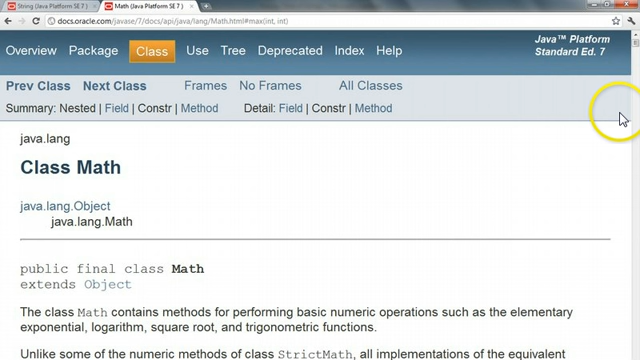 String (Java Platform SE 7 )
Math (Java Platform SE 7 )
docs.oracle.com/javase/7/docs/api/java/lang/Math.html#max(int, int)
Overview Package Class Use Tree Deprecated Index Help
Java™ Platform
Standard Ed. 7
Prev Class Next Class Frames No Frames All Classes
Summary: Nested | Field | Constr | Method Detail: Field | Constr | Method
java.lang
Class Math
java.lang.Object
java.lang.Math
public final class Math
extends Object
The class Math contains methods for performing basic numeric operations such as the elementary
exponential, logarithm, square root, and trigonometric functions.
Unlike some of the numeric methods of class StrictMath, all implementations of the equivalent